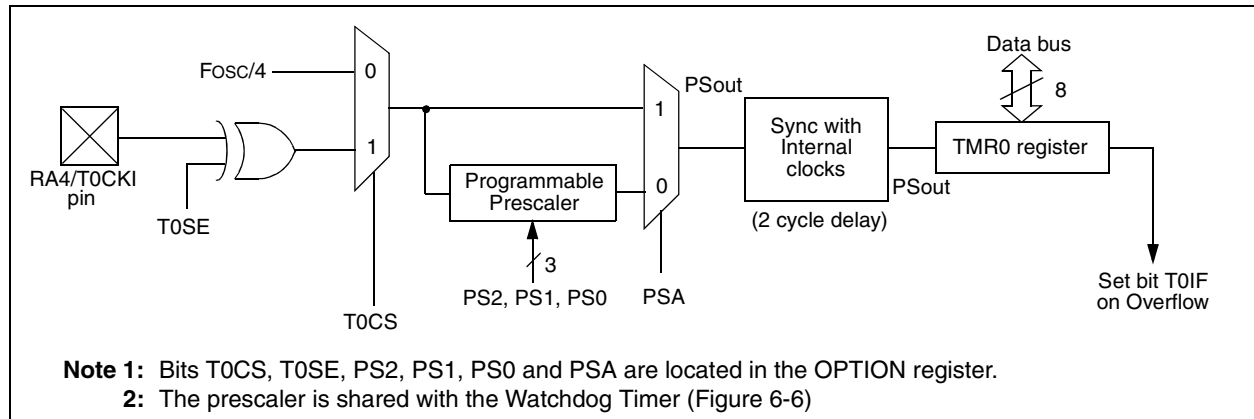 Data bus
8
FOSC/4
0
1
RA4/T0CKI
pin
T0SE
T0CS
Programmable
Prescaler
3
PS2, PS1, PS0
1
0
PSA
PSout
Sync with
Internal
clocks
(2 cycle delay)
PSout
TMR0 register
Set bit T0IF
on Overflow
Note 1: Bits T0CS, T0SE, PS2, PS1, PS0 and PSA are located in the OPTION register.
2: The prescaler is shared with the Watchdog Timer (Figure 6-6)